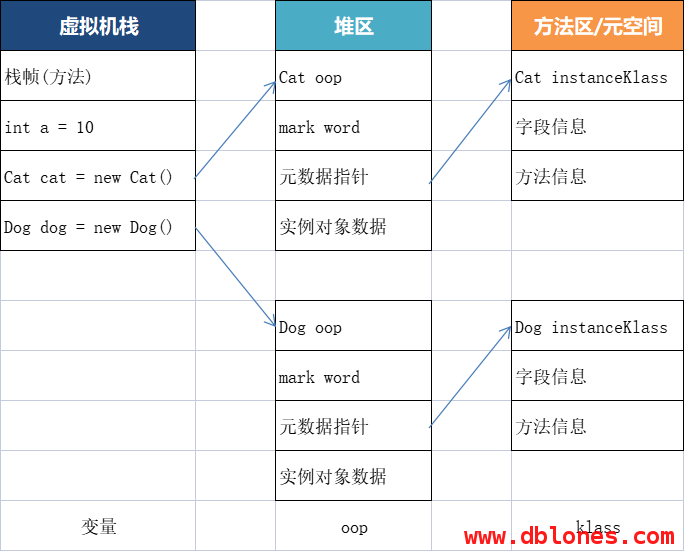 虚拟机栈
堆区
方法区/元空间
栈帧(方法)
Cat oop
Cat instanceKlass
int a = 10
mark word
字段信息
Cat cat = new Cat()
元数据指针
方法信息
Dog dog = new Dog()
实例对象数据
Dog oop
Dog instanceKlass
mark word
字段信息
元数据指针
方法信息
实例对象数据
变量
oop
klass
www.dblones.com